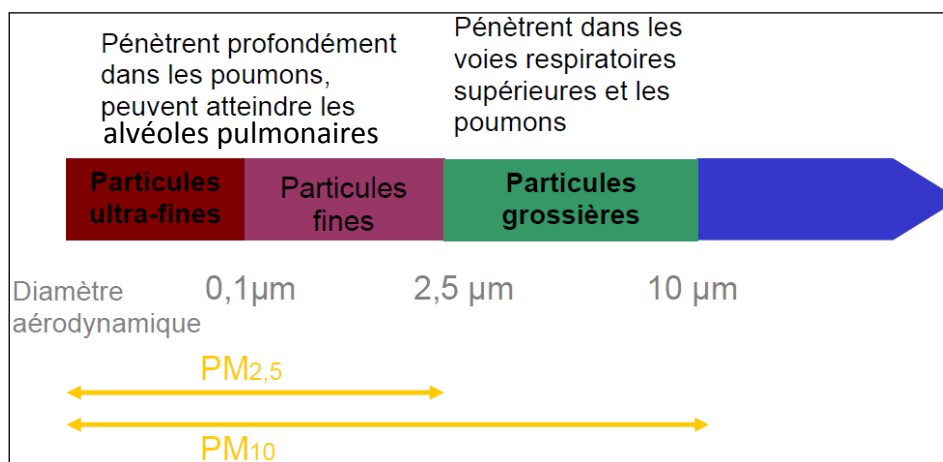 Pénètrent profondément
dans les poumons,
peuvent atteindre les
alvéoles pulmonaires
Pénètrent dans les
voies respiratoires
supérieures et les
poumons
Particules
ultra-fines
Particules
fines
Particules
grossières
Diamètre
aérodynamique
0,1µm
2,5 µm
10 µm
PM2,5
PM10